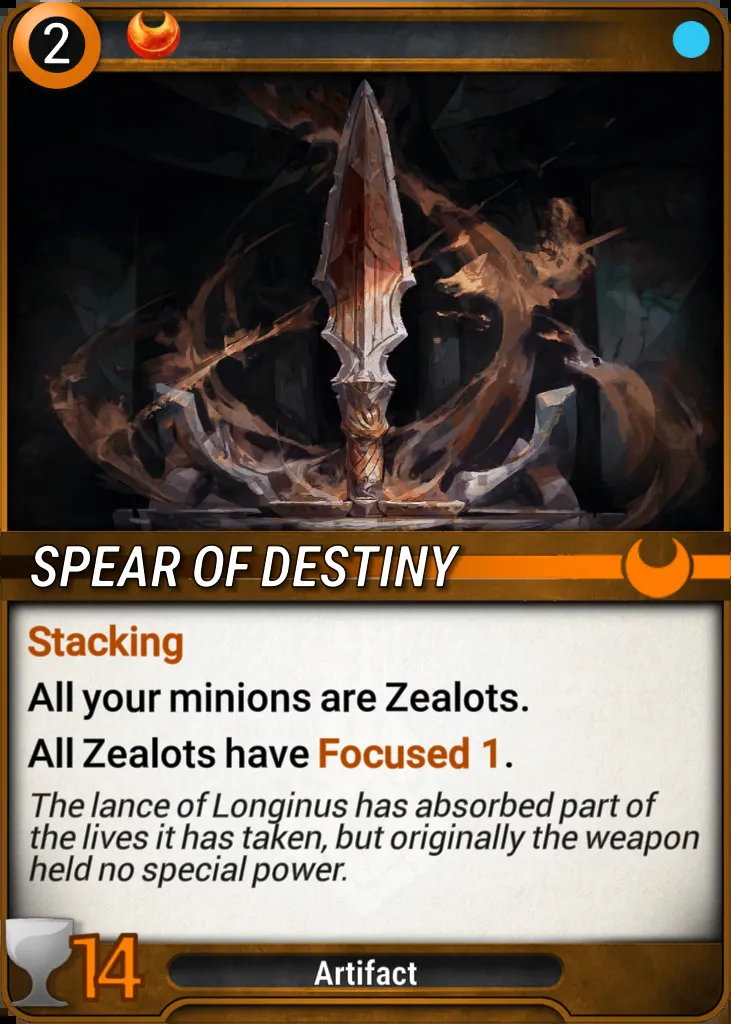 2
SPEAR OF DESTINY
Stacking
All your minions are Zealots.
All Zealots have Focused 1.
The lance of Longinus has absorbed part of
the lives it has taken, but originally the weapon
held no special power.
14
Artifact